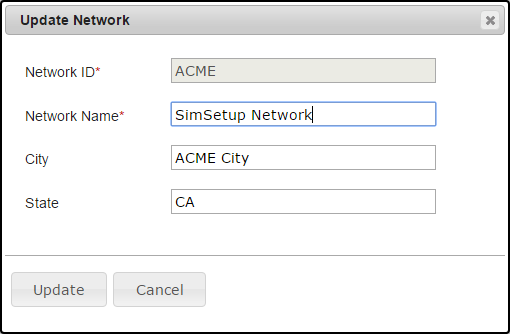 Update Network
Network ID* ACME
Network Name* SimSetup Network
City ACME City
State CA
Update Cancel